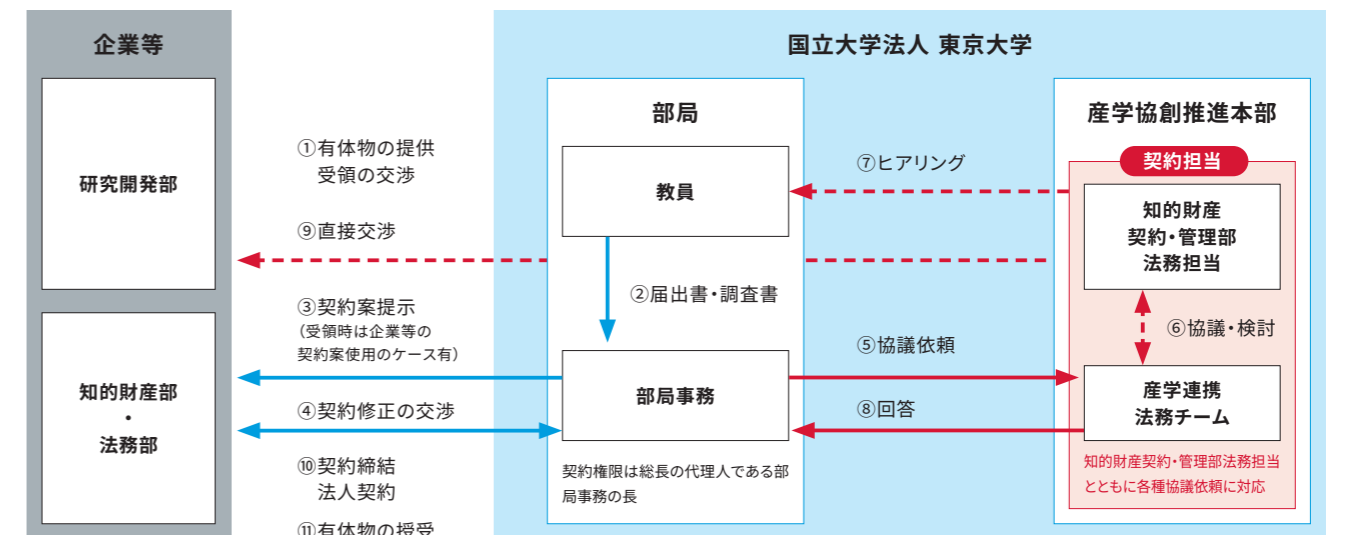 企業等
研究開発部
知的財産部
・
法務部
①有体物の提供
受領の交渉
⑨直接交渉
③契約案提示
（受領時は企業等の
契約案使用のケース有）
④契約修正の交渉
⑩契約締結
法人契約
⑪有体物の授受
国立大学法人 東京大学
部局
教員
②届出書・調査書
部局事務
契約権限は総長の代理人である部
局事務の長
⑦ヒアリング
⑤協議依頼
⑧回答
産学協創推進本部
契約担当
知的財産
契約・管理部
法務担当
⑥協議・検討
産学連携
法務チーム
知的財産契約・管理部法務担当
とともに各種協議依頼に対応